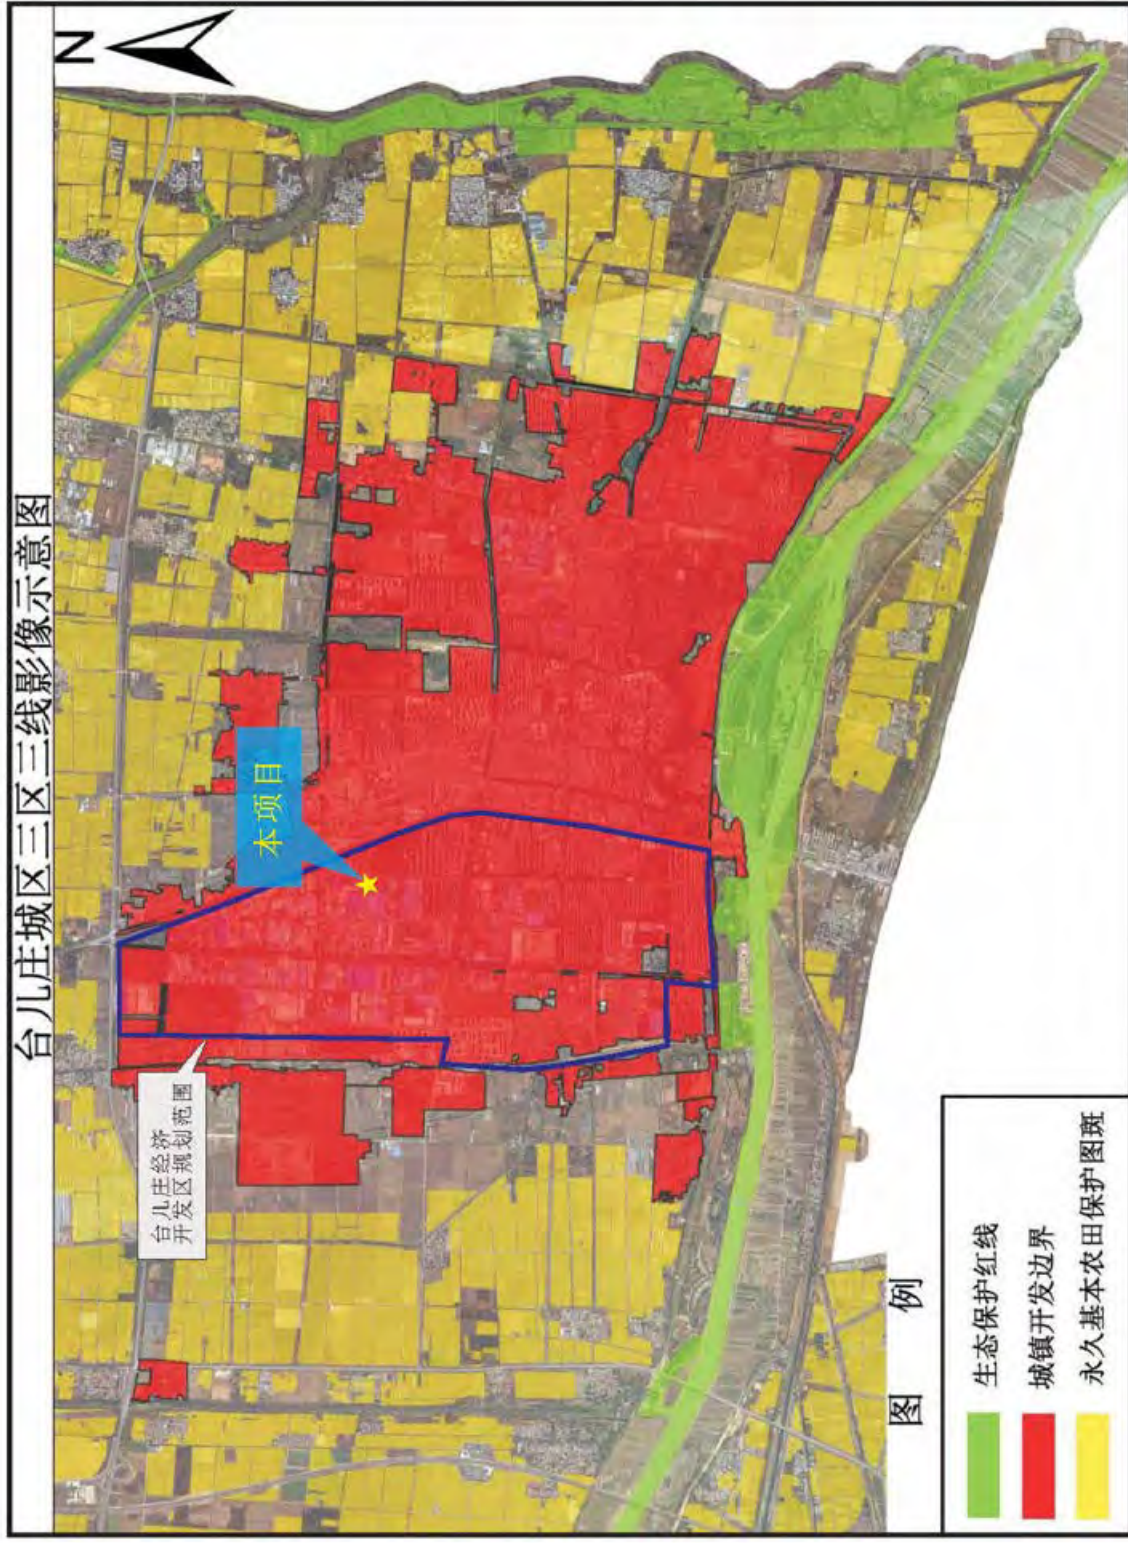 台儿庄城区三区三线影像示意图
N
本项目
台儿庄经济
开发区规划范围
图 例
生态保护红线
城镇开发边界
永久基本农田保护图斑